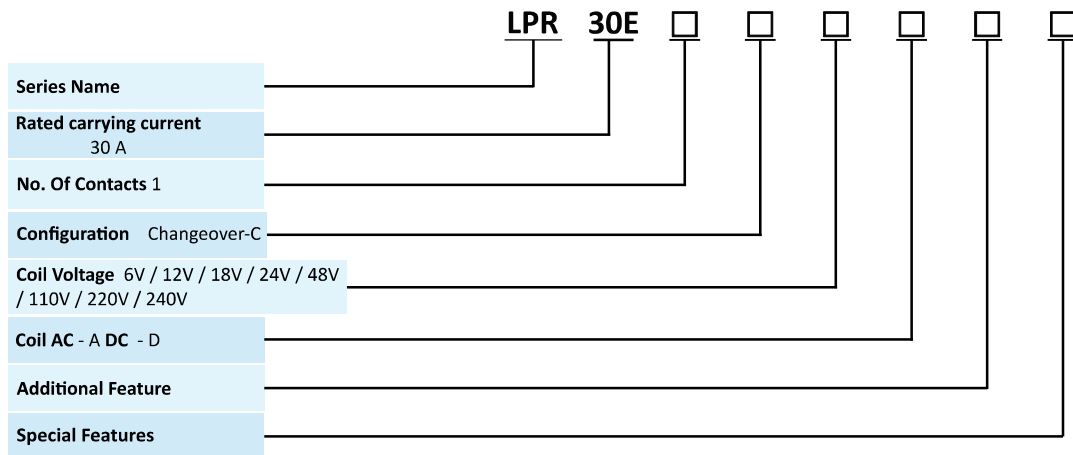 LPR 30E
Series Name
Rated carrying current
30 A
No. Of Contacts 1
Configuration Changeover-C
Coil Voltage 6V / 12V / 18V / 24V / 48V
/ 110V / 220V / 240V
Coil AC - A DC - D
Additional Feature
Special Features